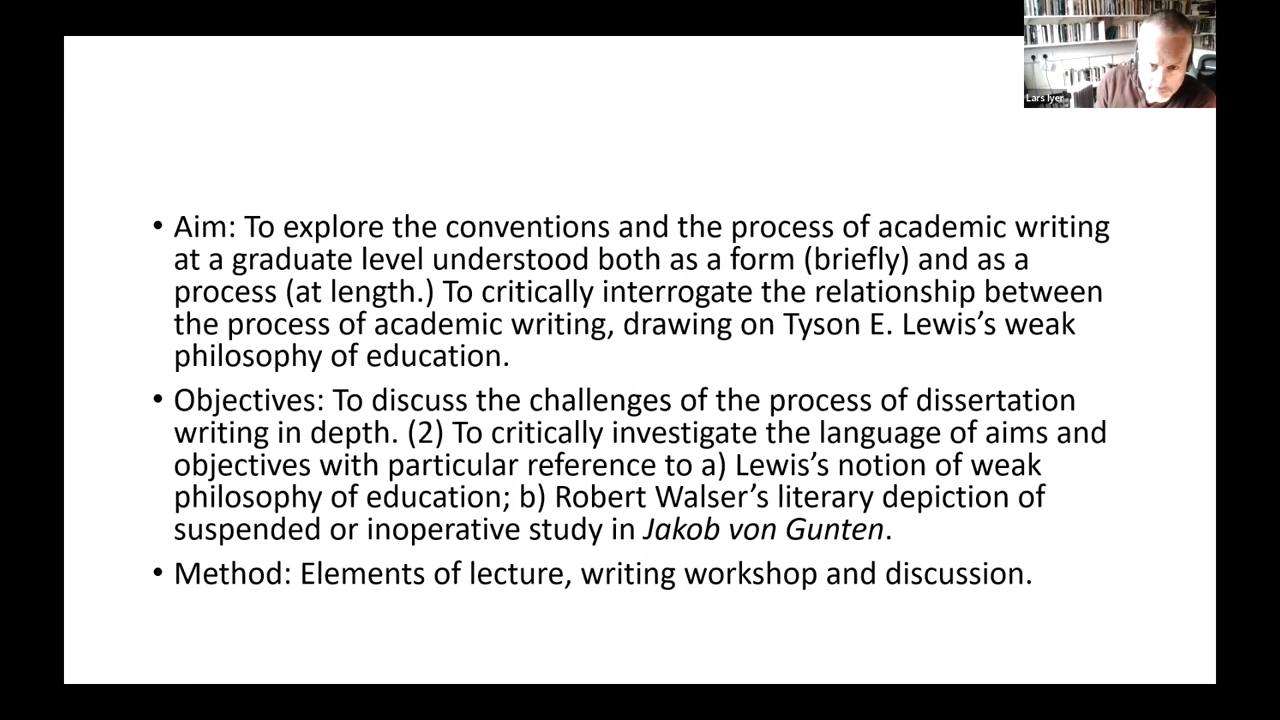 Lars Iyer
• Aim: To explore the conventions and the process of academic writing
at a graduate level understood both as a form (briefly) and as a
process (at length.) To critically interrogate the relationship between
the process of academic writing, drawing on Tyson E. Lewis’s weak
philosophy of education.
• Objectives: To discuss the challenges of the process of dissertation
writing in depth. (2) To critically investigate the language of aims and
objectives with particular reference to a) Lewis’s notion of weak
philosophy of education; b) Robert Walser’s literary depiction of
suspended or inoperative study in Jakob von Gunten.
• Method: Elements of lecture, writing workshop and discussion.